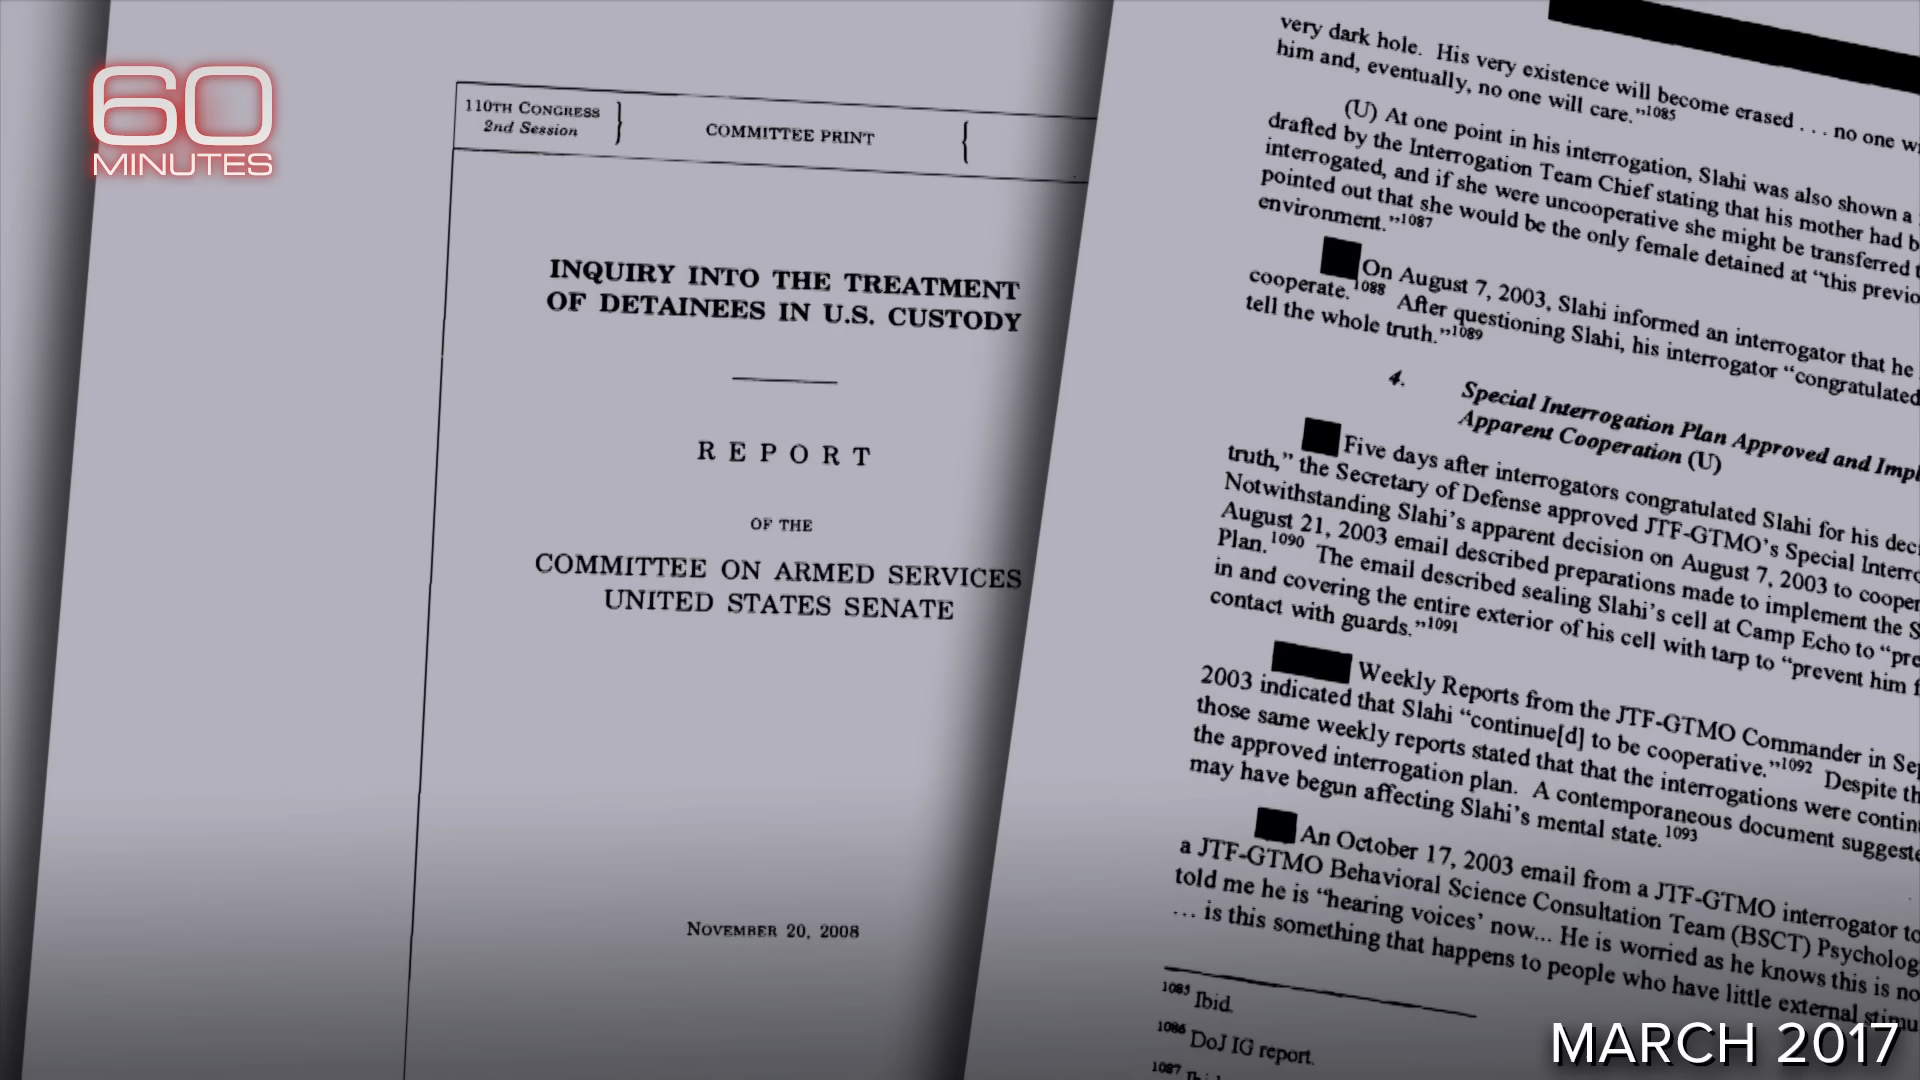 60
MINUTES
110TH CONGRESS
2nd Session
COMMITTEE PRINT
INQUIRY INTO THE TREATMENT
OF DETAINEES IN U.S. CUSTODY
REPORT
OF THE
COMMITTEE ON ARMED SERVICES
UNITED STATES SENATE
NOVEMBER 20, 2008
very dark hole. His very existence will become erased . . . no one
him and, eventually, no one will care.”1085
(U) At one point in his interrogation, Slahi was also shown a
drafted by the Interrogation Team Chief stating that his mother had
interrogated, and if she were uncooperative she might be transferred
pointed out that she would be the only female detained at “this
environment.”1087
On August 7, 2003, Slahi informed an interrogator that he
cooperate.1088 After questioning Slahi, his interrogator “congratulated
tell the whole truth.”1089
4. Special Interrogation Plan Approved and
Apparent Cooperation (U)
Five days after interrogators congratulated Slahi for his
truth,” the Secretary of Defense approved JTF-GTMO’s Special
Notwithstanding Slahi’s apparent decision on August 7, 2003 to
August 21, 2003 email described preparations made to implement the
Plan.1090 The email described sealing Slahi’s cell at Camp Echo to
in and covering the entire exterior of his cell with tarp to “prevent him
contact with guards.”1091
Weekly Reports from the JTF-GTMO Commander in
2003 indicated that Slahi “continue[d] to be cooperative.”1092 Despite
those same weekly reports stated that that the interrogations were
the approved interrogation plan. A contemporaneous document
may have begun affecting Slahi’s mental state.1093
An October 17, 2003 email from a JTF-GTMO interrogator to
a JTF-GTMO Behavioral Science Consultation Team (BSCT)
told me he is “hearing voices’ now... He is worried as he knows this is
... is this something that happens to people who have little external
1085 Ibid.
1086 DoJ IG report.
1087
MARCH 2017